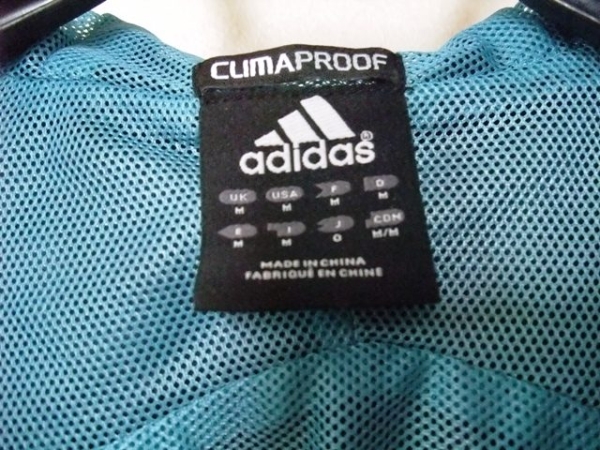 CLIMAPROOF
adidas®
UK USA F D
M M M M
E I J CDN
M M O M/M
MADE IN CHINA
FABRIQUÉ EN CHINE